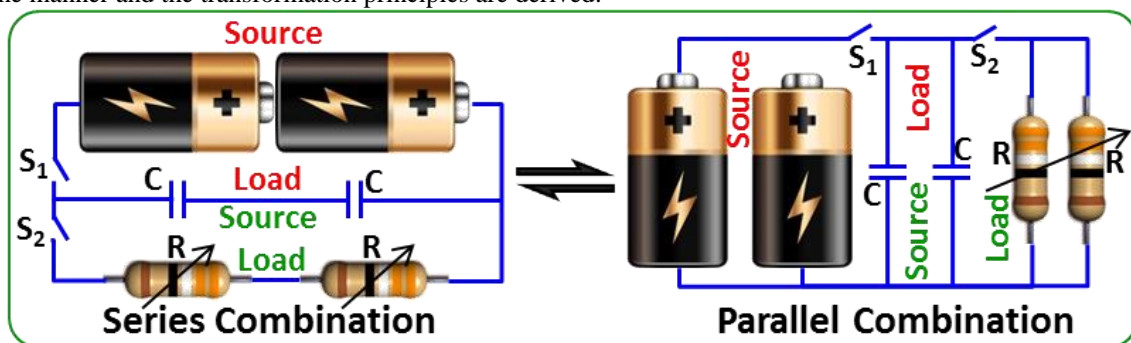 ne manner and the transformation principles are derived.
Source
S1
C
Load
C
Source
S2
R
Load
R
Series Combination
S1
S2
Source
Load
C
C
Source
Load
R
R
Parallel Combination